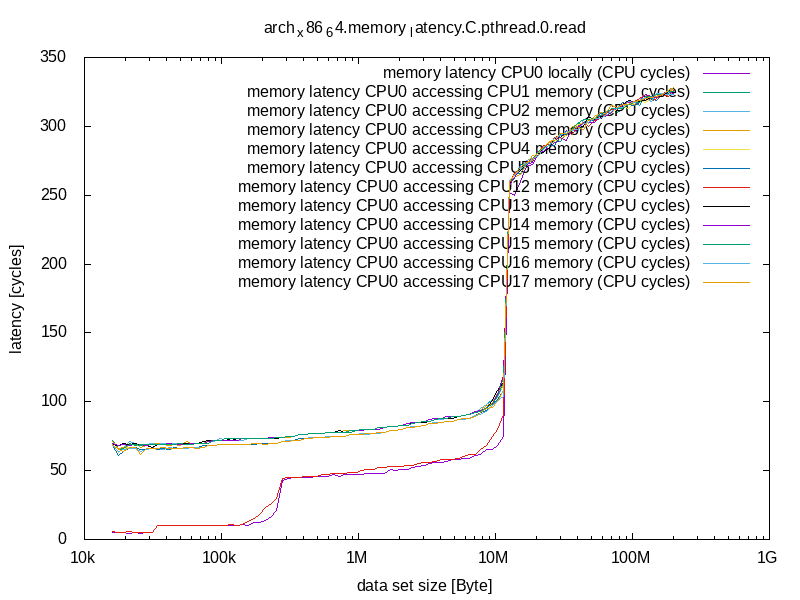 arch_x86_64.memory_latency.C.pthread.0.read
350
300
250
200
150
100
50
0
latency [cycles]
memory latency CPU0 locally (CPU cycles)
memory latency CPU0 accessing CPU1 memory (CPU cycles)
memory latency CPU0 accessing CPU2 memory (CPU cycles)
memory latency CPU0 accessing CPU3 memory (CPU cycles)
memory latency CPU0 accessing CPU4 memory (CPU cycles)
memory latency CPU0 accessing CPU5 memory (CPU cycles)
memory latency CPU0 accessing CPU12 memory (CPU cycles)
memory latency CPU0 accessing CPU13 memory (CPU cycles)
memory latency CPU0 accessing CPU14 memory (CPU cycles)
memory latency CPU0 accessing CPU15 memory (CPU cycles)
memory latency CPU0 accessing CPU16 memory (CPU cycles)
memory latency CPU0 accessing CPU17 memory (CPU cycles)
10k 100k 1M 10M 100M 1G
data set size [Byte]